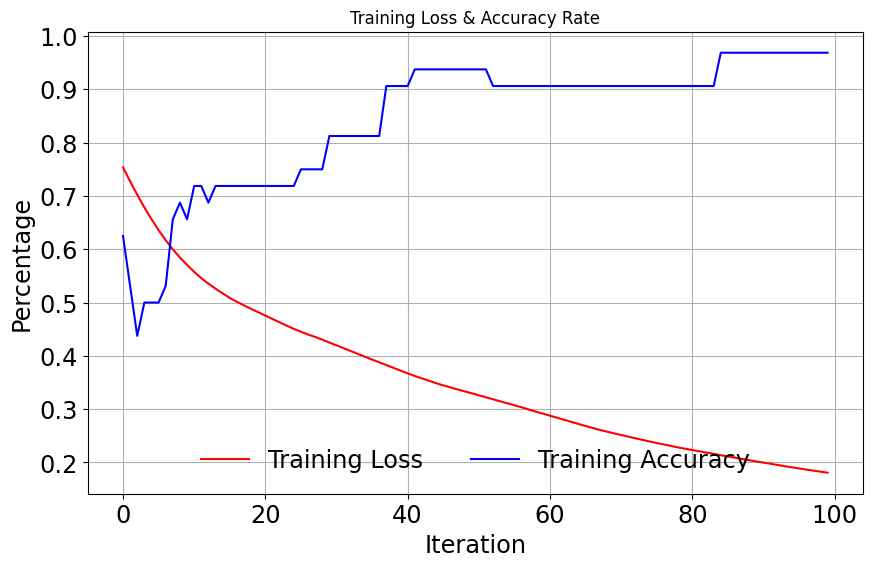 Training Loss & Accuracy Rate
1.0
0.9
0.8
0.7
0.6
0.5
0.4
0.3
0.2
Percentage
Training Loss
Training Accuracy
0 20 40 60 80 100
Iteration